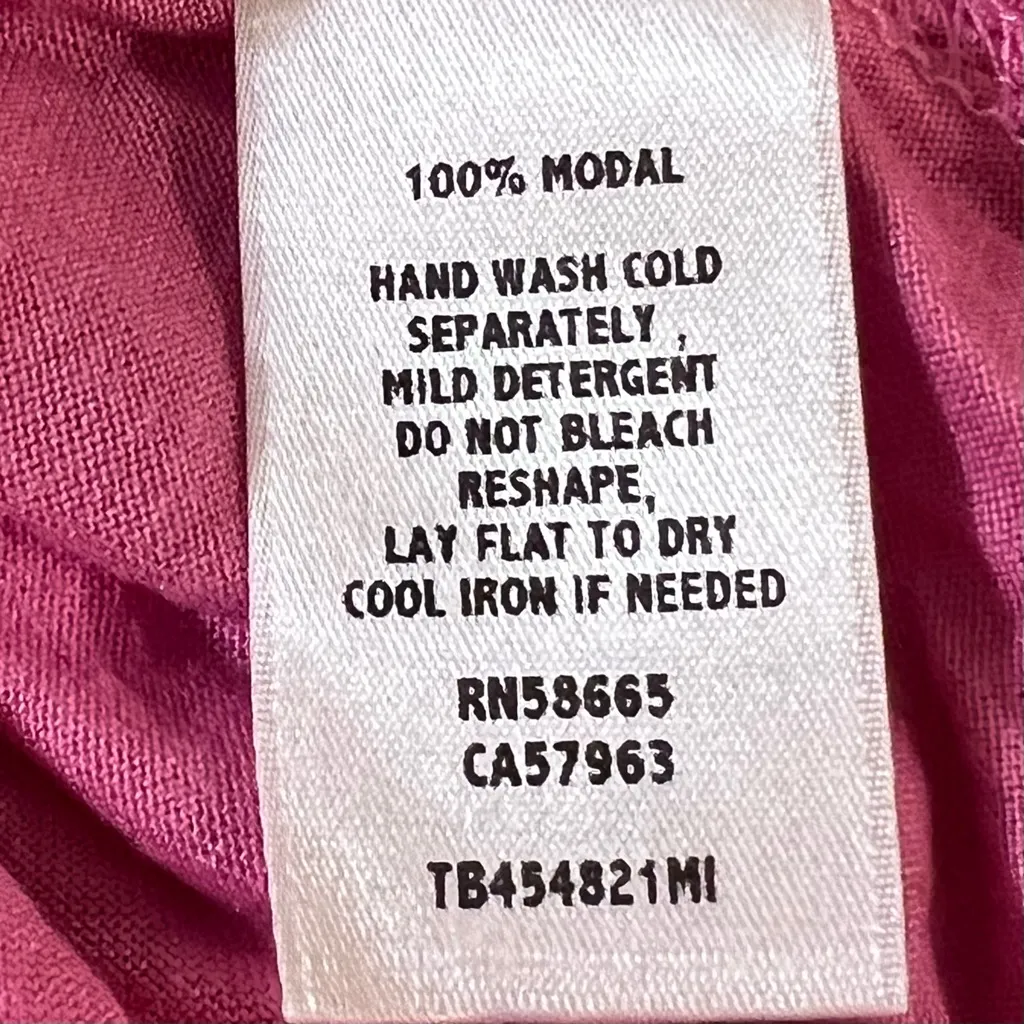 100% MODAL
HAND WASH COLD
SEPARATELY ,
MILD DETERGENT
DO NOT BLEACH
RESHAPE,
LAY FLAT TO DRY
COOL IRON IF NEEDED
RN58665
CA57963
TB454821MI